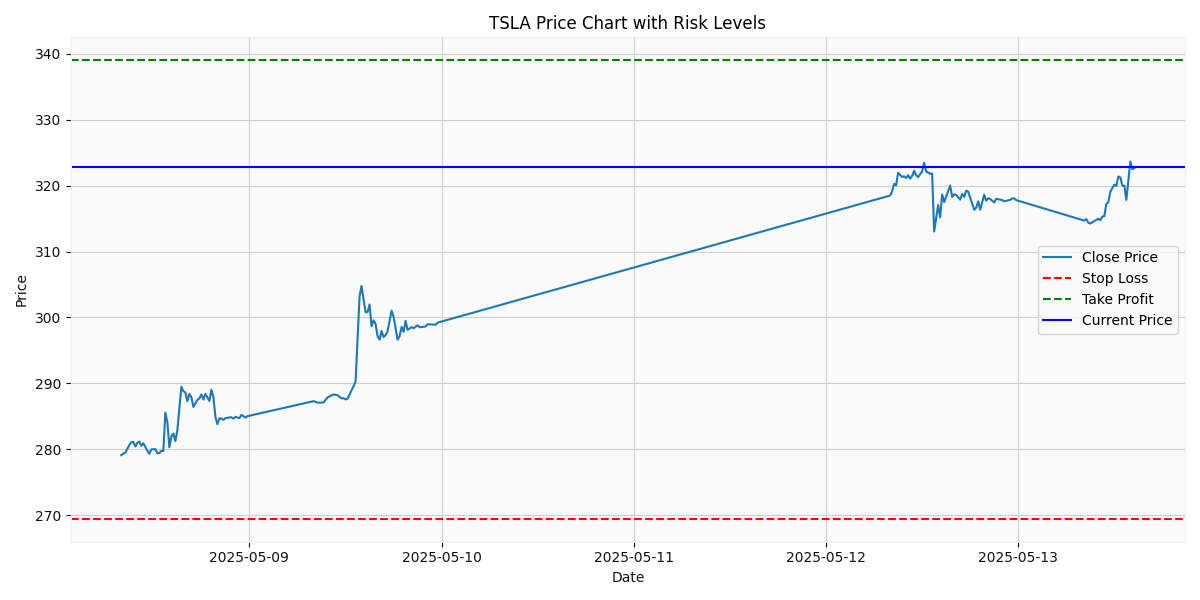 TSLA Price Chart with Risk Levels
340
330
320
310
300
290
280
270
Price
Close Price
Stop Loss
Take Profit
Current Price
2025-05-09
2025-05-10
2025-05-11
2025-05-12
2025-05-13
Date